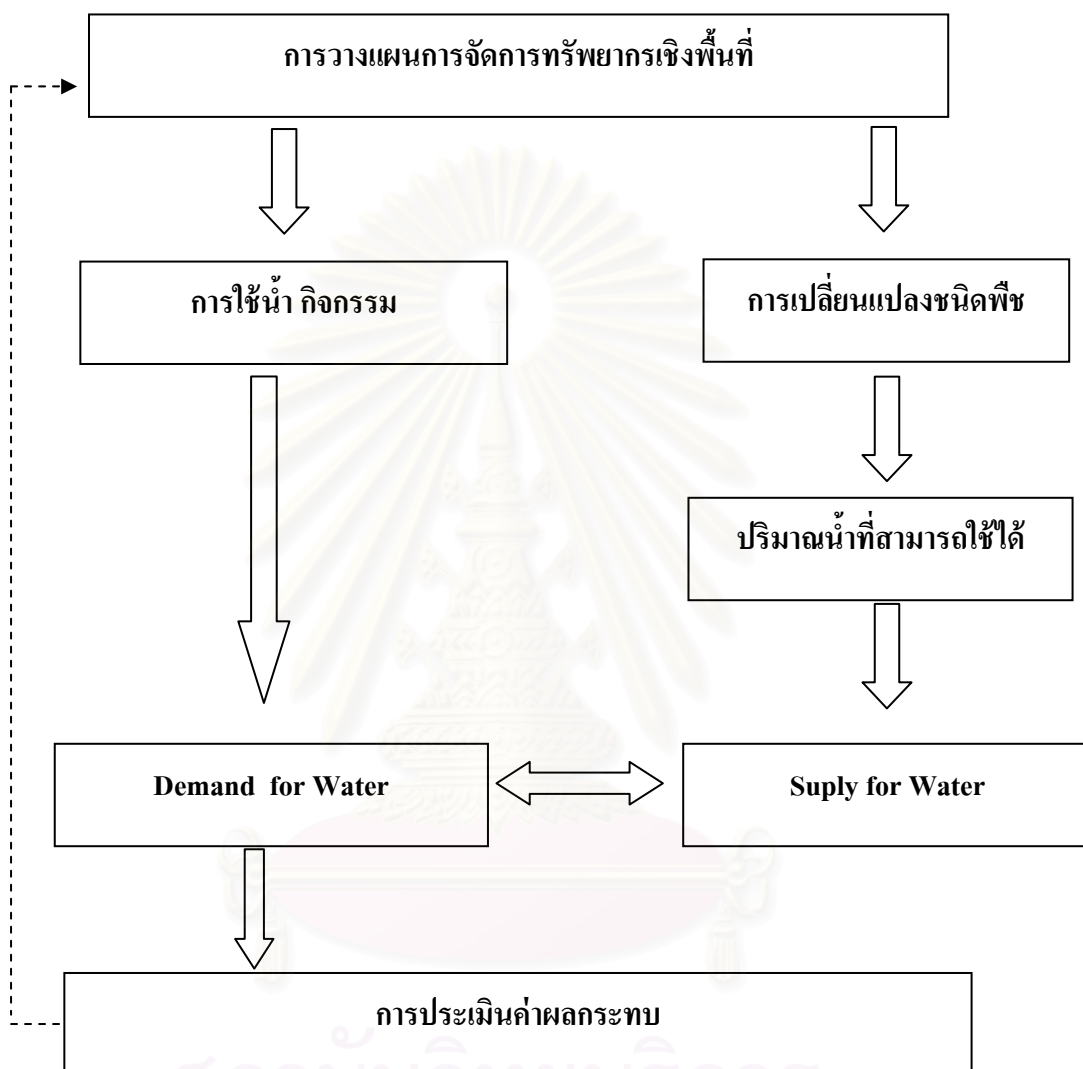 การวางแผนการจัดการทรัพยากรเชิงพื้นที่
การใช้น้ำ กิจกรรม
การเปลี่ยนแปลงชนิดพืช
ปริมาณน้ำที่สามารถใช้ได้
Demand for Water
Suply for Water
การประเมินค่าผลกระทบ